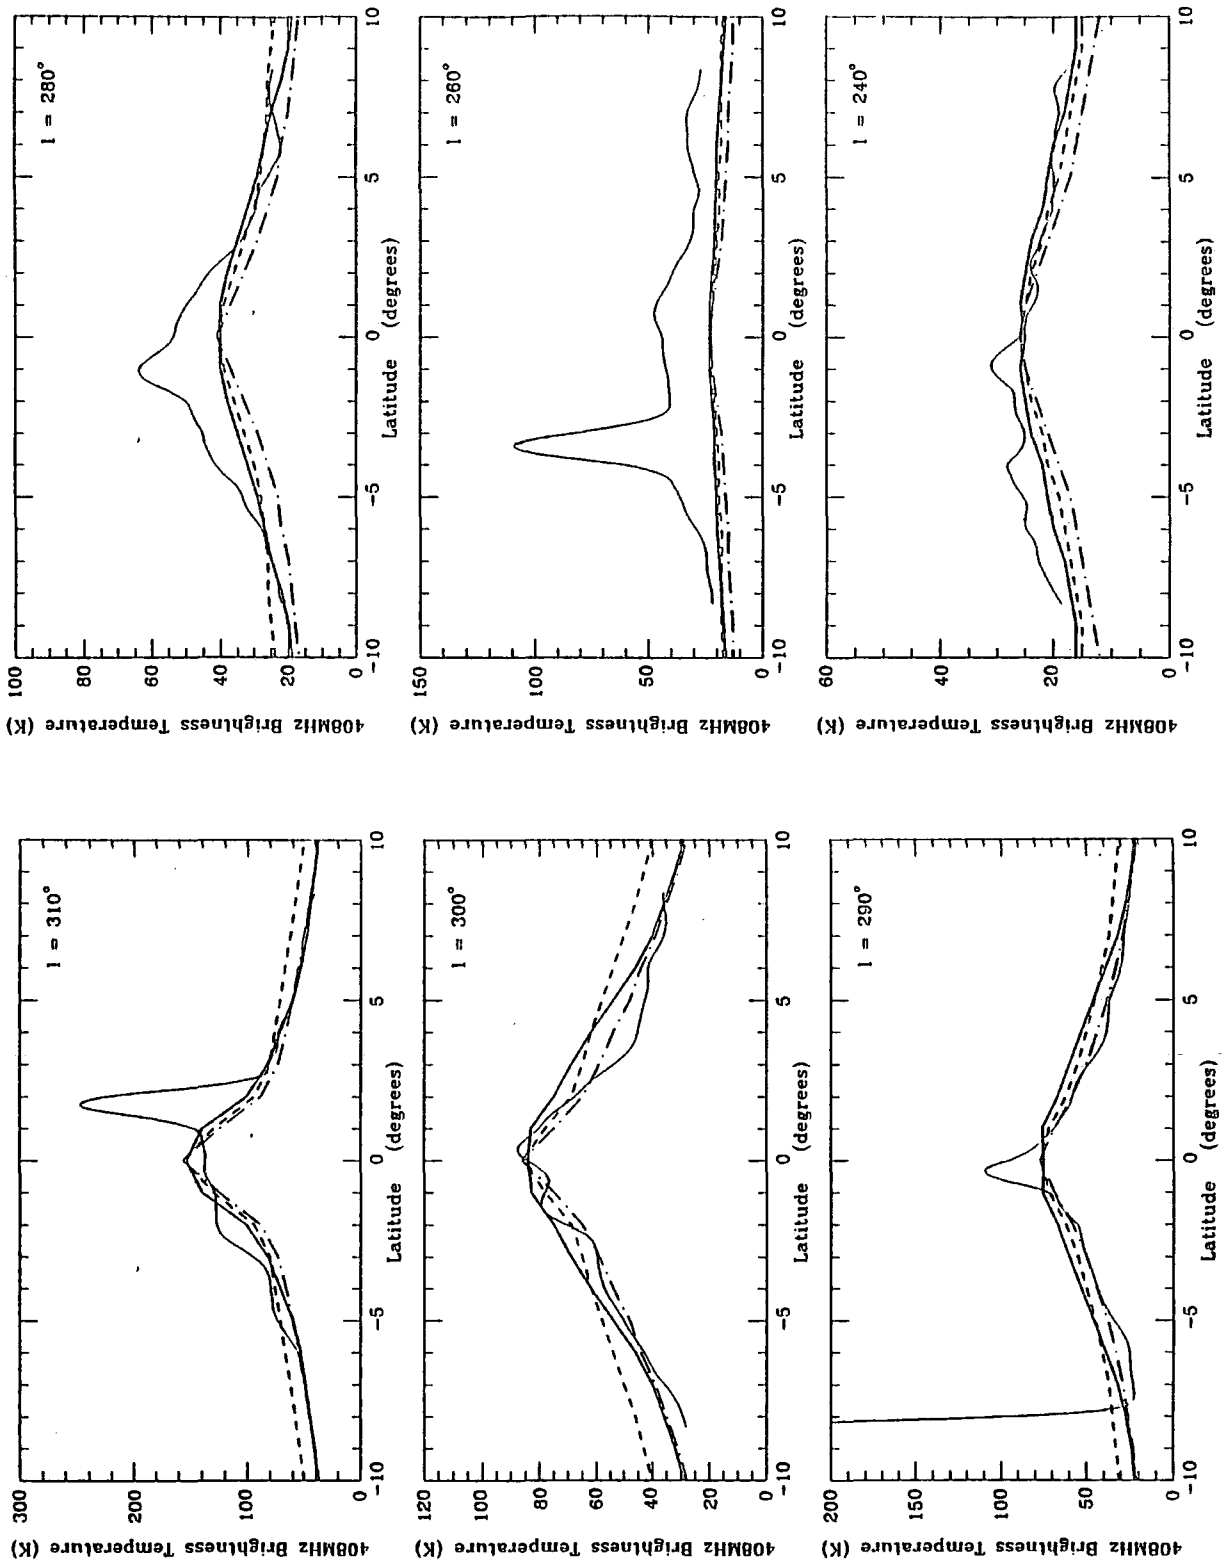 408MHz Brightness Temperature (K)
300
200
100
0
l = 310°
-10 -5 0 5 10
Latitude (degrees)
408MHz Brightness Temperature (K)
100
80
60
40
20
0
l = 280°
-10 -5 0 5 10
Latitude (degrees)
408MHz Brightness Temperature (K)
120
100
80
60
40
20
0
l = 300°
-10 -5 0 5 10
Latitude (degrees)
408MHz Brightness Temperature (K)
150
100
50
0
l = 260°
-10 -5 0 5 10
Latitude (degrees)
408MHz Brightness Temperature (K)
200
150
100
50
0
l = 290°
-10 -5 0 5 10
Latitude (degrees)
408MHz Brightness Temperature (K)
60
40
20
0
l = 240°
-10 -5 0 5 10
Latitude (degrees)